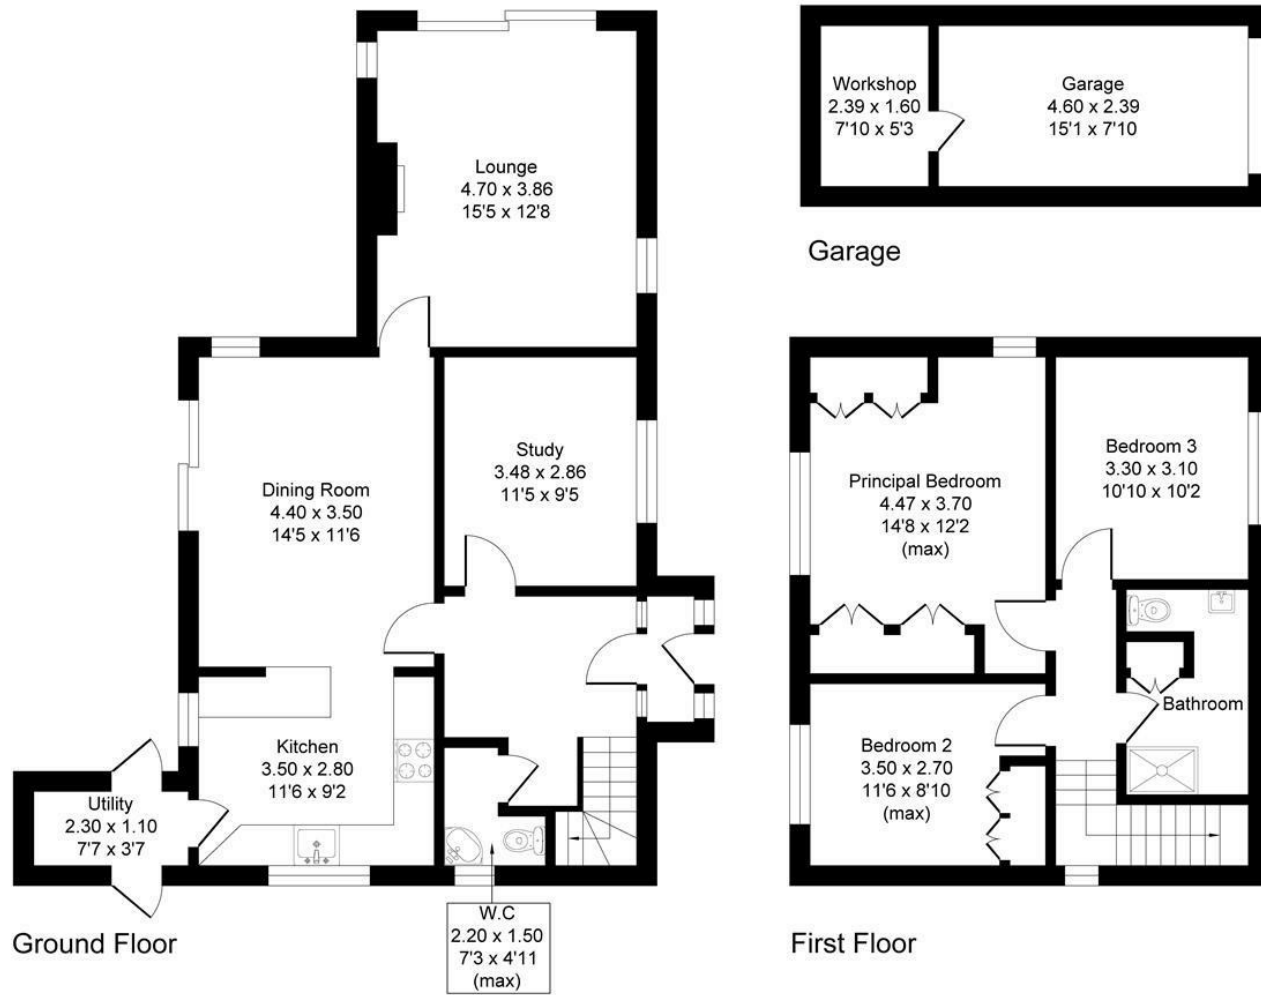 Lounge
4.70 x 3.86
15'5 x 12'8
Workshop
2.39 x 1.60
7'10 x 5'3
Garage
4.60 x 2.39
15'1 x 7'10
Garage
Dining Room
4.40 x 3.50
14'5 x 11'6
Study
3.48 x 2.86
11'5 x 9'5
Kitchen
3.50 x 2.80
11'6 x 9'2
Utility
2.30 x 1.10
7'7 x 3'7
W.C
2.20 x 1.50
7'3 x 4'11
(max)
Ground Floor
Principal Bedroom
4.47 x 3.70
14'8 x 12'2
(max)
Bedroom 3
3.30 x 3.10
10'10 x 10'2
Bathroom
Bedroom 2
3.50 x 2.70
11'6 x 8'10
(max)
First Floor